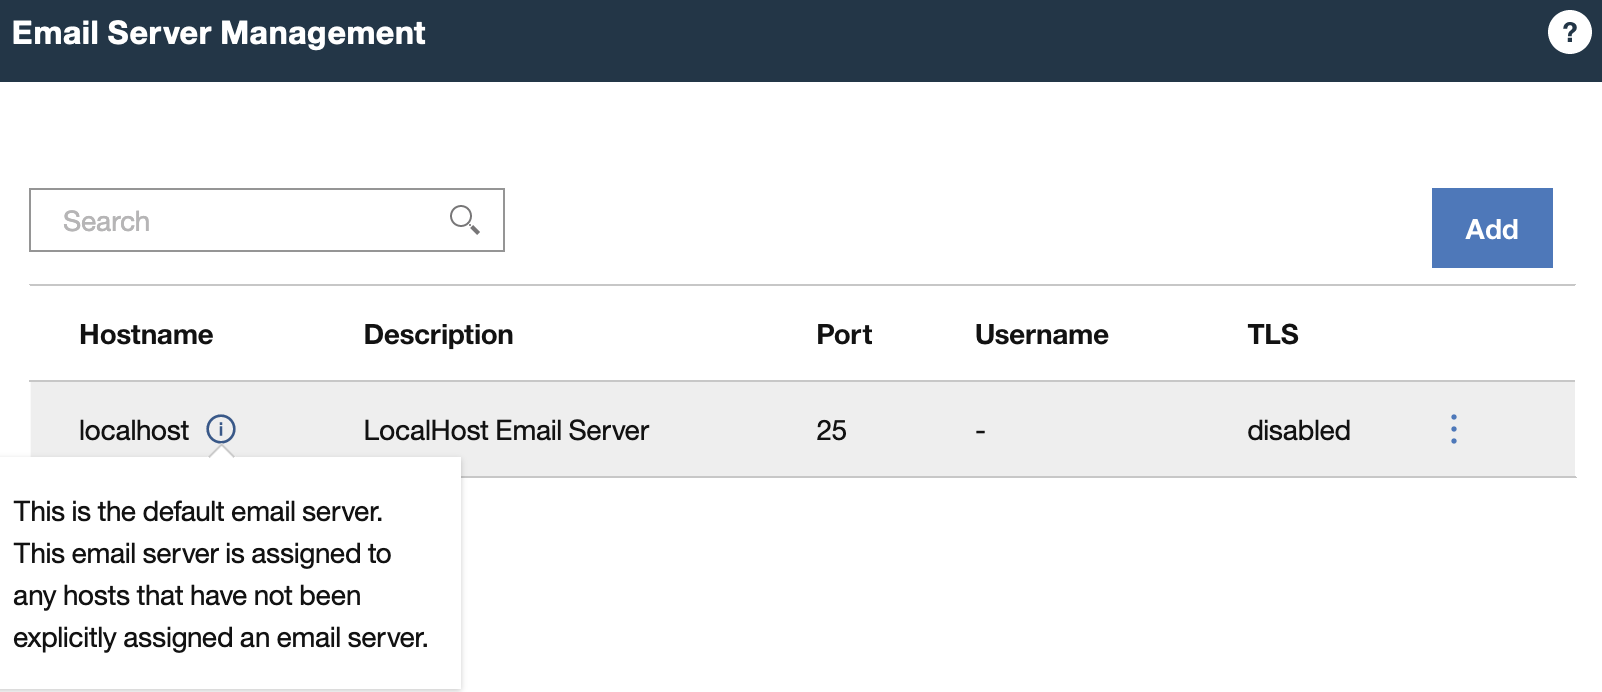 Email Server Management
?
Search
Add
Hostname Description Port Username TLS
localhost i LocalHost Email Server 25 - disabled
This is the default email server.
This email server is assigned to
any hosts that have not been
explicitly assigned an email server.